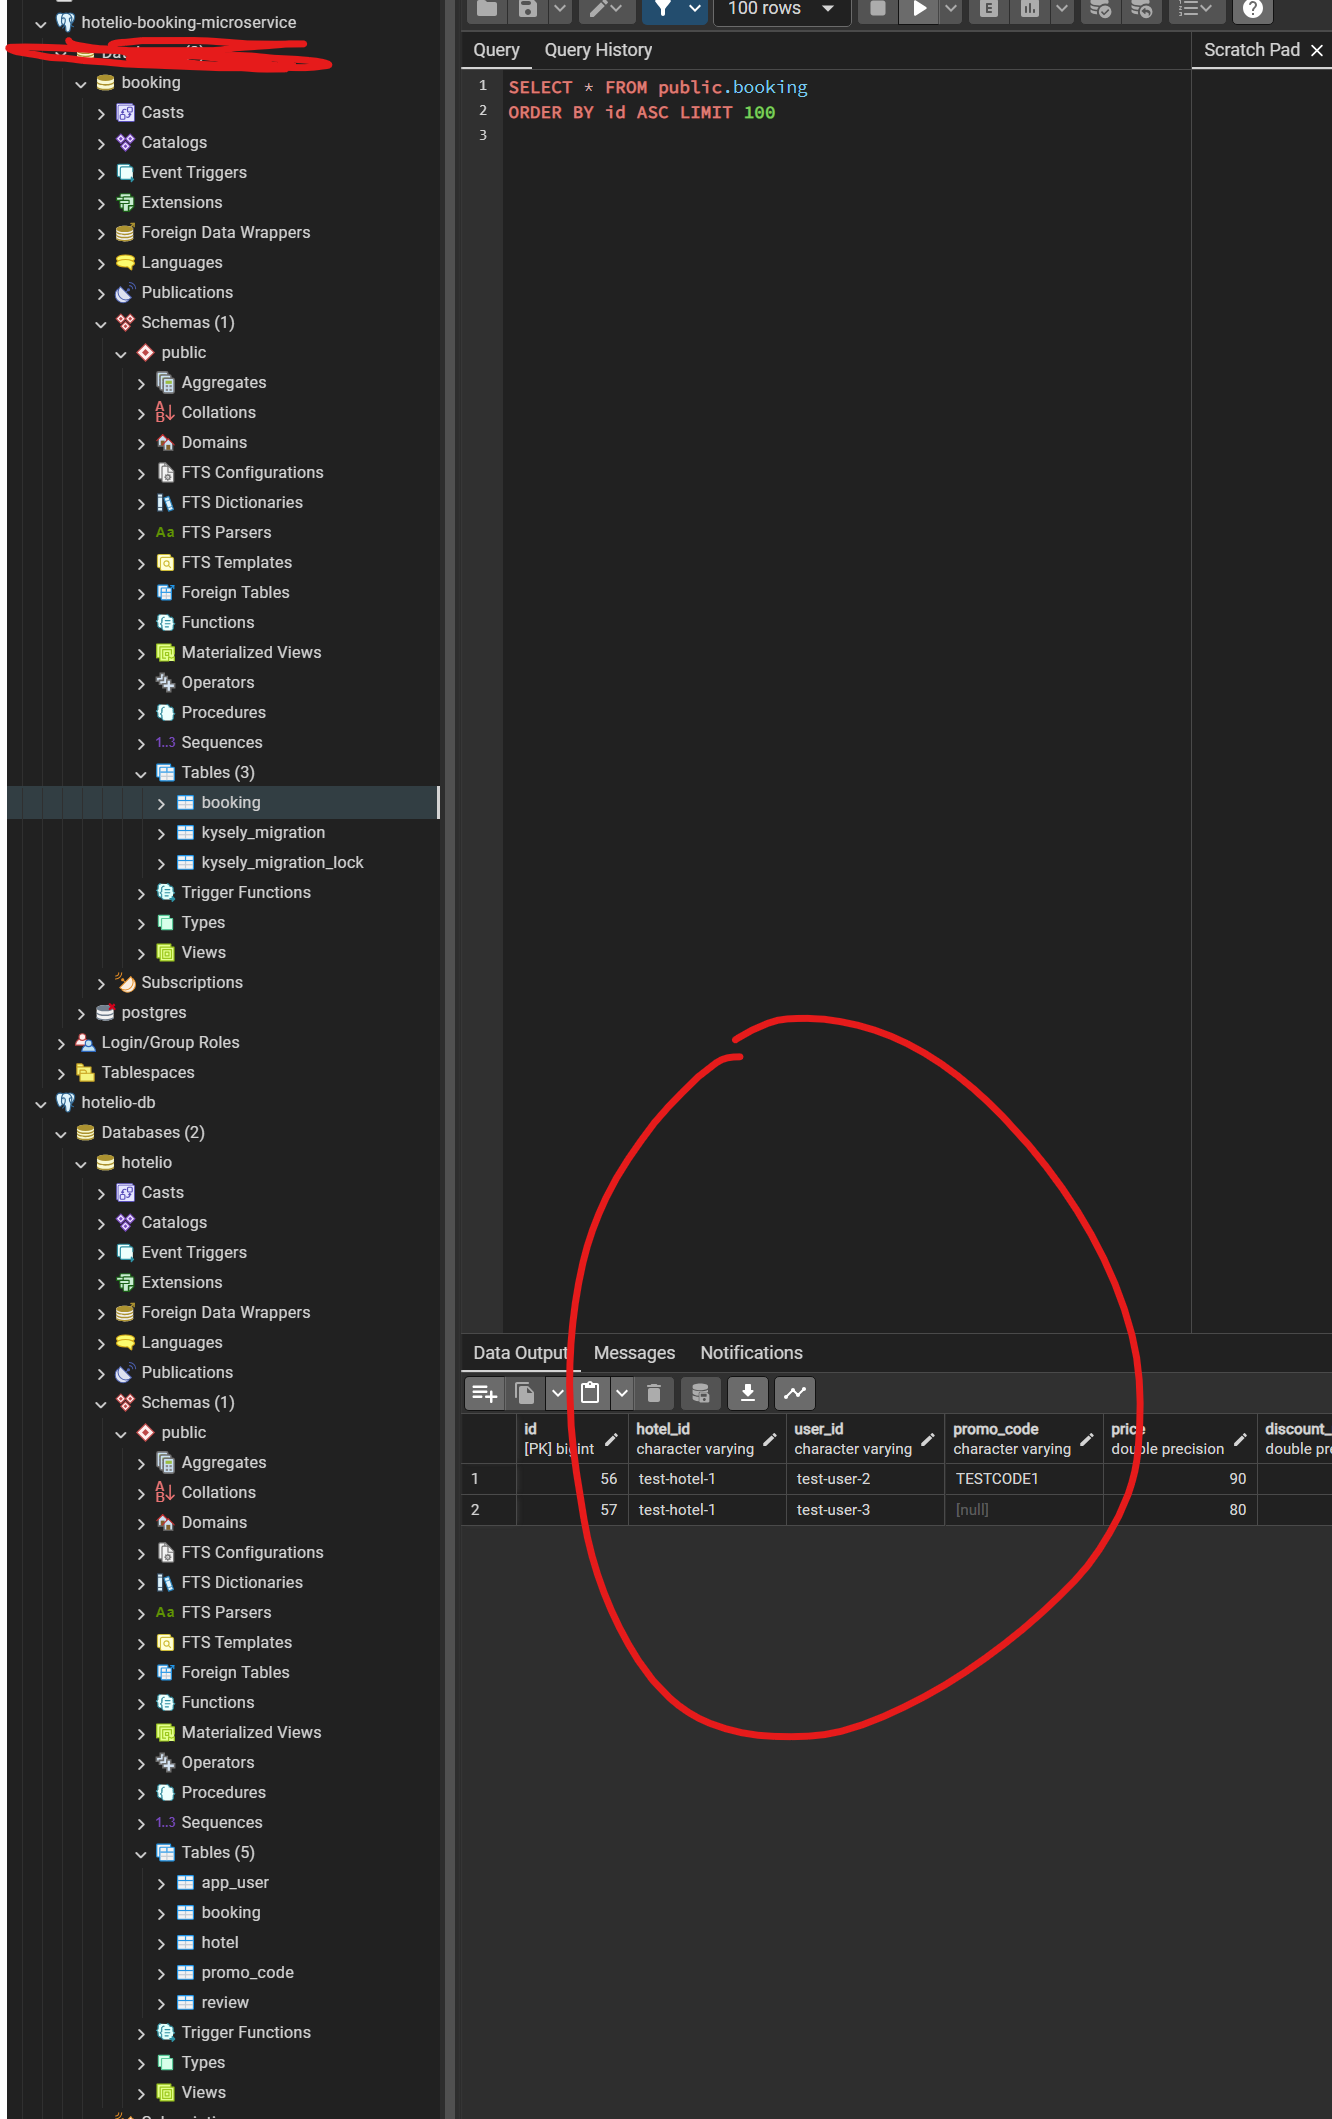 hotelio-booking-microservice
booking
Casts
Catalogs
Event Triggers
Extensions
Foreign Data Wrappers
Languages
Publications
Schemas (1)
public
Aggregates
Collations
Domains
FTS Configurations
FTS Dictionaries
Aa FTS Parsers
FTS Templates
Foreign Tables
Functions
Materialized Views
Operators
Procedures
1..3 Sequences
Tables (3)
booking
kysely_migration
kysely_migration_lock
Trigger Functions
Types
Views
Subscriptions
postgres
Login/Group Roles
Tablespaces
hotelio-db
Databases (2)
hotelio
Casts
Catalogs
Event Triggers
Extensions
Foreign Data Wrappers
Languages
Publications
Schemas (1)
public
Aggregates
Collations
Domains
FTS Configurations
FTS Dictionaries
Aa FTS Parsers
FTS Templates
Foreign Tables
Functions
Materialized Views
Operators
Procedures
1..3 Sequences
Tables (5)
app_user
booking
hotel
promo_code
review
Trigger Functions
Types
Views
100 rows
E
Query Query History Scratch Pad
1 SELECT * FROM public.booking
2 ORDER BY id ASC LIMIT 100
3
Data Output Messages Notifications
id hotel_id user_id promo_code price discount_
[PK] bigint character varying character varying character varying double precision double pre
1 56 test-hotel-1 test-user-2 TESTCODE1 90
2 57 test-hotel-1 test-user-3 [null] 80